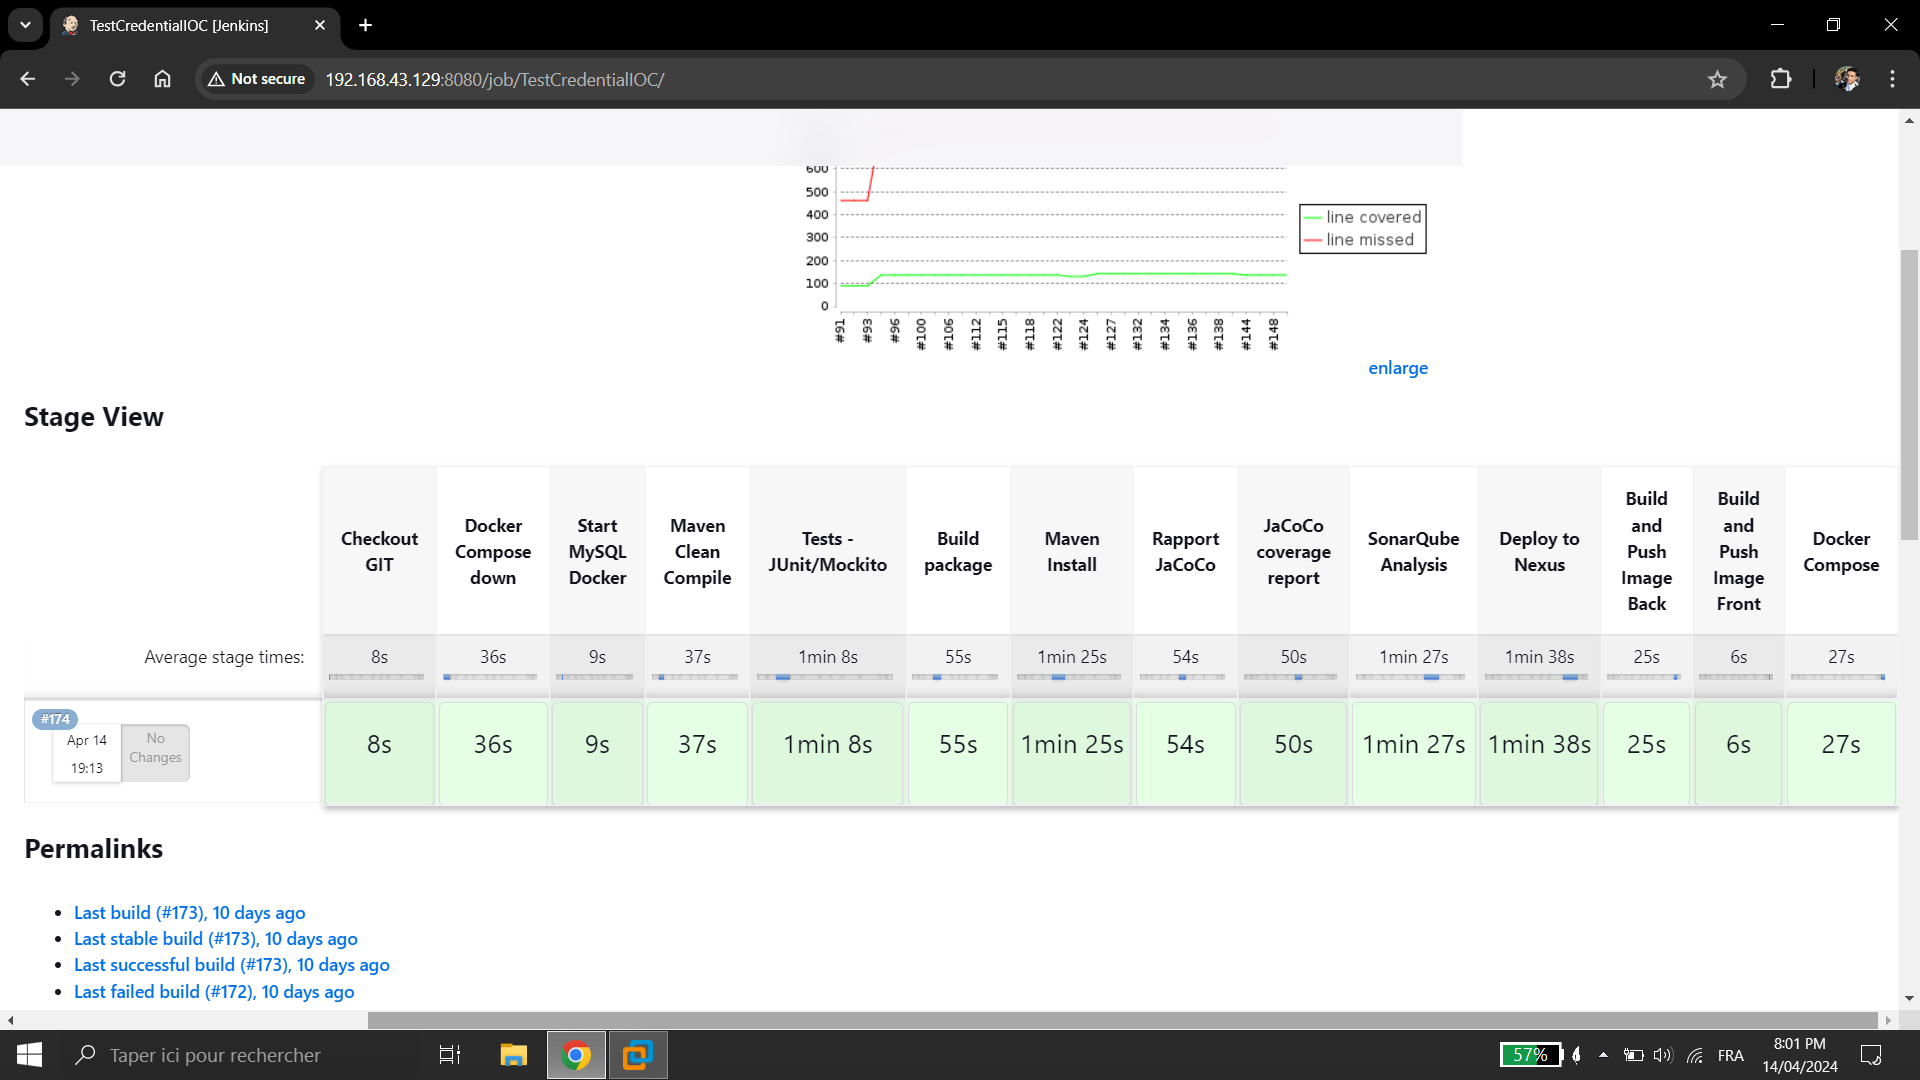 TestCredentialIOC [Jenkins]
Not secure
192.168.43.129:8080/job/TestCredentialIOC/
600
500
400
300
200
100
0
#91
#93
#96
#100
#106
#112
#115
#118
#122
#124
#127
#132
#134
#136
#138
#144
#148
line covered
line missed
enlarge
Stage View
Checkout
GIT
Docker
Compose
down
Start
MySQL
Docker
Maven
Clean
Compile
Tests -
JUnit/Mockito
Build
package
Maven
Install
Rapport
JaCoCo
JaCoCo
coverage
report
SonarQube
Analysis
Deploy to
Nexus
Build
and
Push
Image
Back
Build
and
Push
Image
Front
Docker
Compose
Average stage times:
8s
36s
9s
37s
1min 8s
55s
1min 25s
54s
50s
1min 27s
1min 38s
25s
6s
27s
#174
Apr 14
19:13
No
Changes
8s
36s
9s
37s
1min 8s
55s
1min 25s
54s
50s
1min 27s
1min 38s
25s
6s
27s
Permalinks
Last build (#173), 10 days ago
Last stable build (#173), 10 days ago
Last successful build (#173), 10 days ago
Last failed build (#172), 10 days ago
Taper ici pour rechercher
57%
FRA
8:01 PM
14/04/2024